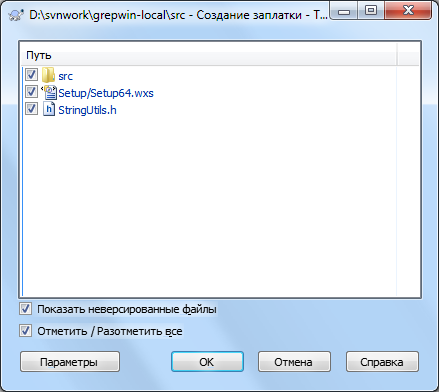 D:\svnwork\grepwin-local\src - Создание заплатки - T...
Путь
src
Setup/Setup64.wxs
StringUtils.h
Показать неверсированные файлы
Отметить / Разотметить все
Параметры
OK
Отмена
Справка